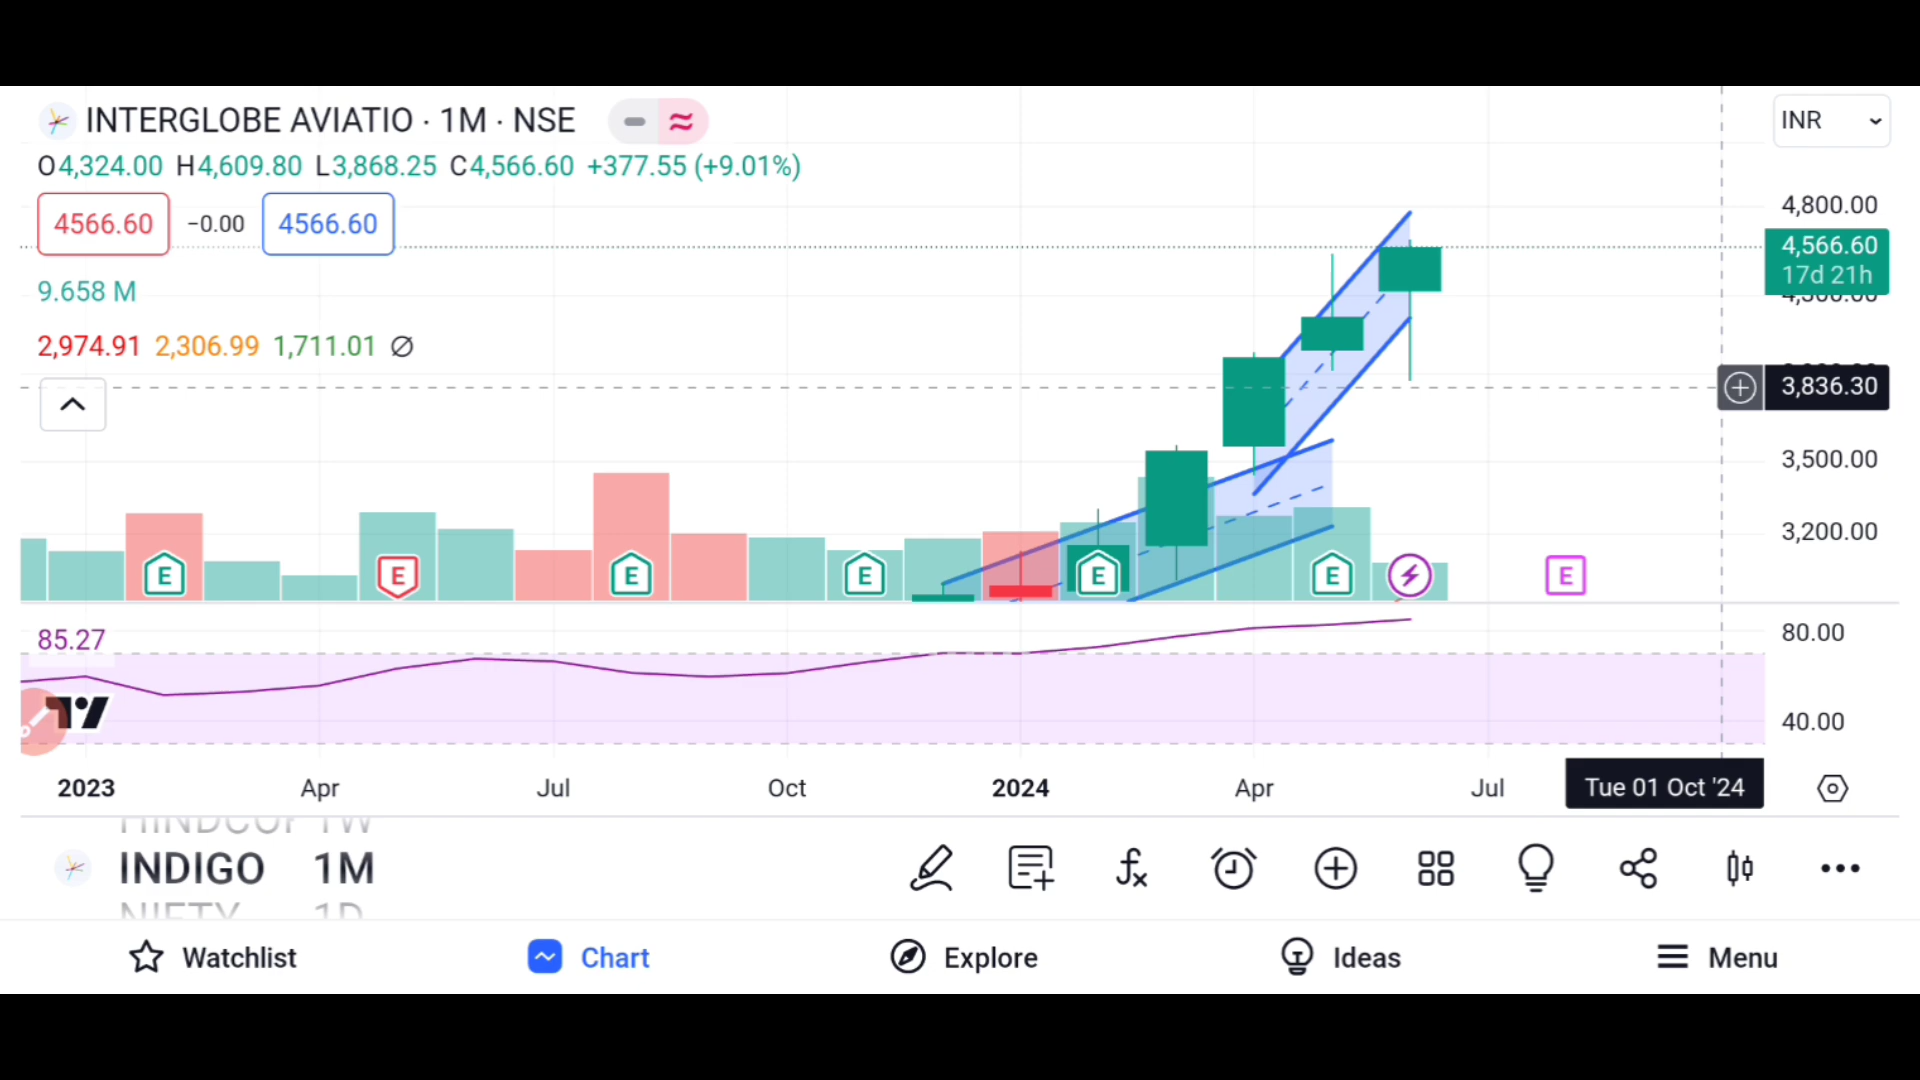 INTERGLOBE AVIATIO · 1M · NSE
INR
O4,324.00 H4,609.80 L3,868.25 C4,566.60 +377.55 (+9.01%)
4566.60 −0.00 4566.60
4,800.00
4,566.60
17d 21h
9.658 M
2,974.91 2,306.99 1,711.01 ∅
3,836.30
3,500.00
3,200.00
E E E E E E E
85.27
80.00
40.00
2023 Apr Jul Oct 2024 Apr Jul Tue 01 Oct '24
INDIGO 1M
NIFTY 1D
Watchlist Chart Explore Ideas Menu